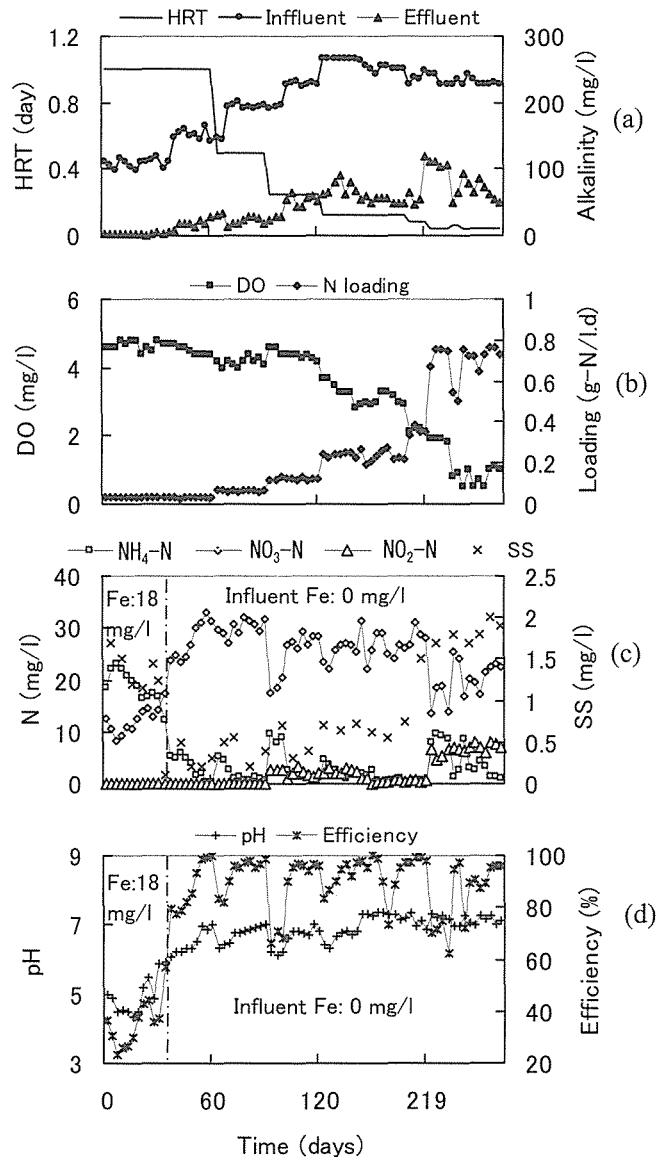 HRT Inffluent Effluent
1.2
0.8
0.4
0
HRT (day)
300
200
100
0
Alkalinity (mg/l)
(a)
DO N loading
6
4
2
0
DO (mg/l)
1
0.8
0.6
0.4
0.2
0
Loading (g-N/l.d)
(b)
NH₄-N NO₃-N NO₂-N SS
40
30
20
10
0
N (mg/l)
Fe:18
mg/l
Influent Fe: 0 mg/l
2.5
2
1.5
1
0.5
0
SS (mg/l)
(c)
pH Efficiency
9
7
5
3
pH
Fe:18
mg/l
Influent Fe: 0 mg/l
100
80
60
40
20
Efficiency (%)
(d)
0 60 120 219
Time (days)